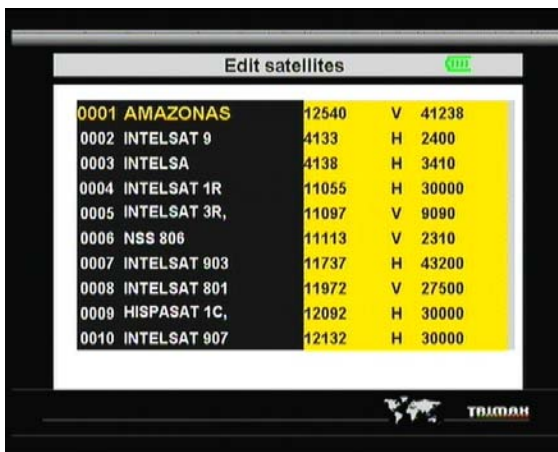 Edit satellites
0001 AMAZONAS 12540 V 41238
0002 INTELSAT 9 4133 H 2400
0003 INTELSA 4138 H 3410
0004 INTELSAT 1R 11055 H 30000
0005 INTELSAT 3R, 11097 V 9090
0006 NSS 806 11113 V 2310
0007 INTELSAT 903 11737 H 43200
0008 INTELSAT 801 11972 V 27500
0009 HISPASAT 1C, 12092 H 30000
0010 INTELSAT 907 12132 H 30000
TRIMAX